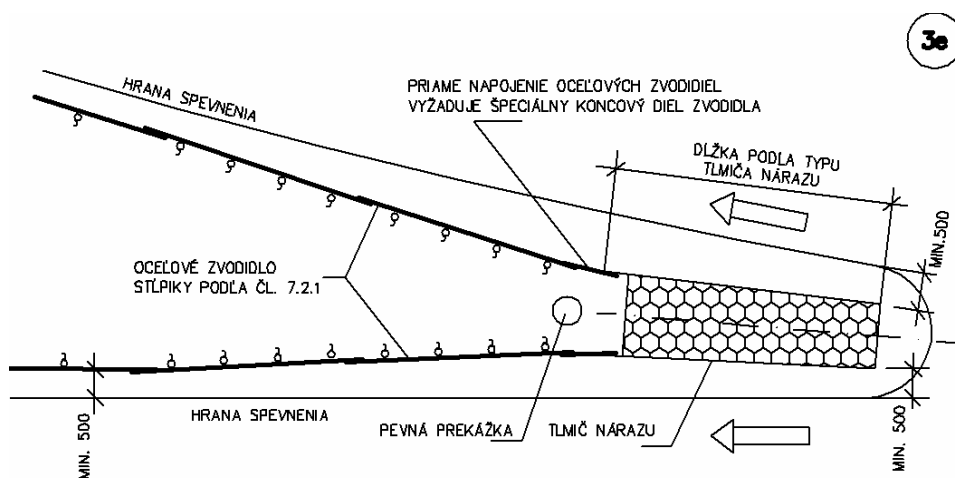 3e
HRANA SPEVNENIA
PRIAME NAPOJENIE OCEĽOVÝCH ZVODIDIEL
VYŽADUJE ŠPECIÁLNY KONCOVÝ DIEL ZVODIDLA
DĹŽKA PODĽA TYPU
TLMIČA NÁRAZU
MIN.500
OCEĽOVÉ ZVODIDLO
STĹPIKY PODĽA ČL. 7.2.1
HRANA SPEVNENIA
PEVNÁ PREKÁŽKA
TLMIČ NÁRAZU
MIN. 500
MIN. 500